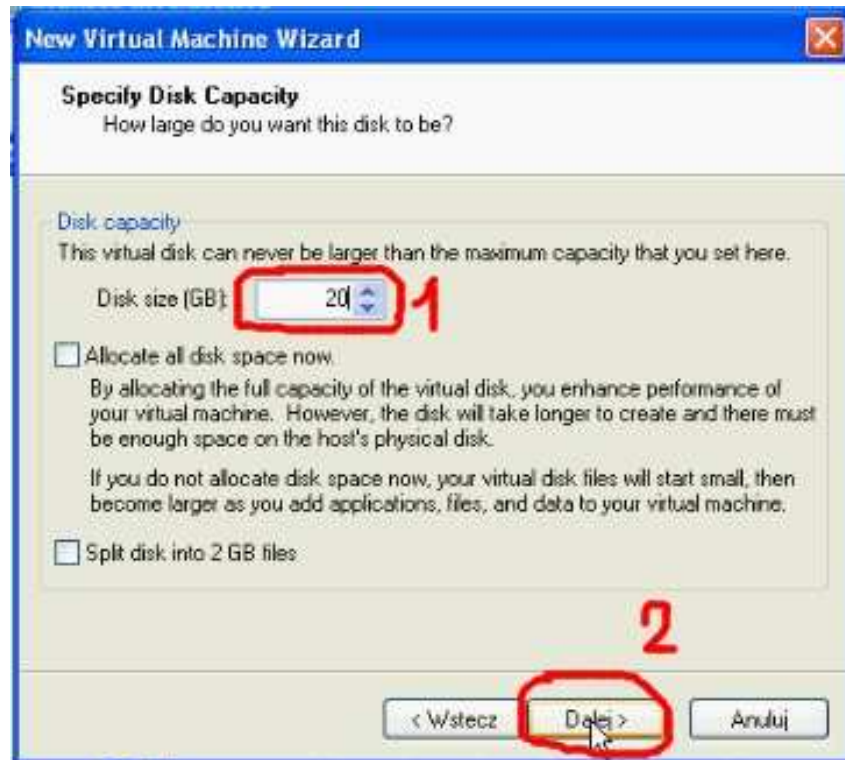 New Virtual Machine Wizard
Specify Disk Capacity
How large do you want this disk to be?
Disk capacity
This virtual disk can never be larger than the maximum capacity that you set here.
Disk size (GB): 20 1
Allocate all disk space now.
By allocating the full capacity of the virtual disk, you enhance performance of
your virtual machine. However, the disk will take longer to create and there must
be enough space on the host's physical disk.
If you do not allocate disk space now, your virtual disk files will start small, then
become larger as you add applications, files, and data to your virtual machine.
Split disk into 2 GB files
2
< Wstecz Dalej > Anuluj